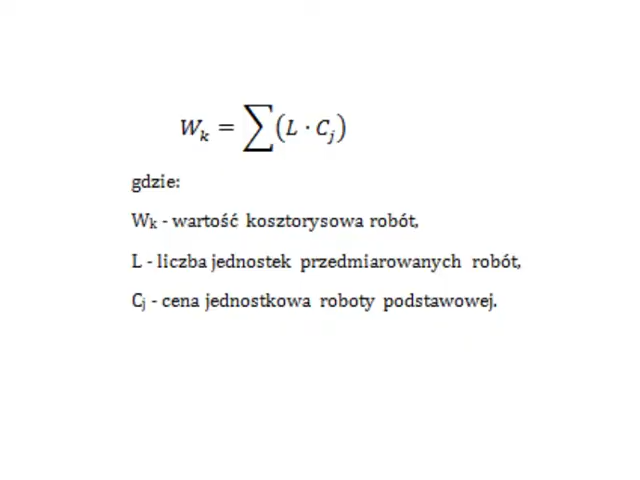 W_k = ∑(L · C_j)
gdzie:
Wk - wartość kosztorysowa robót,
L - liczba jednostek przedmiarowanych robót,
Cj - cena jednostkowa roboty podstawowej.